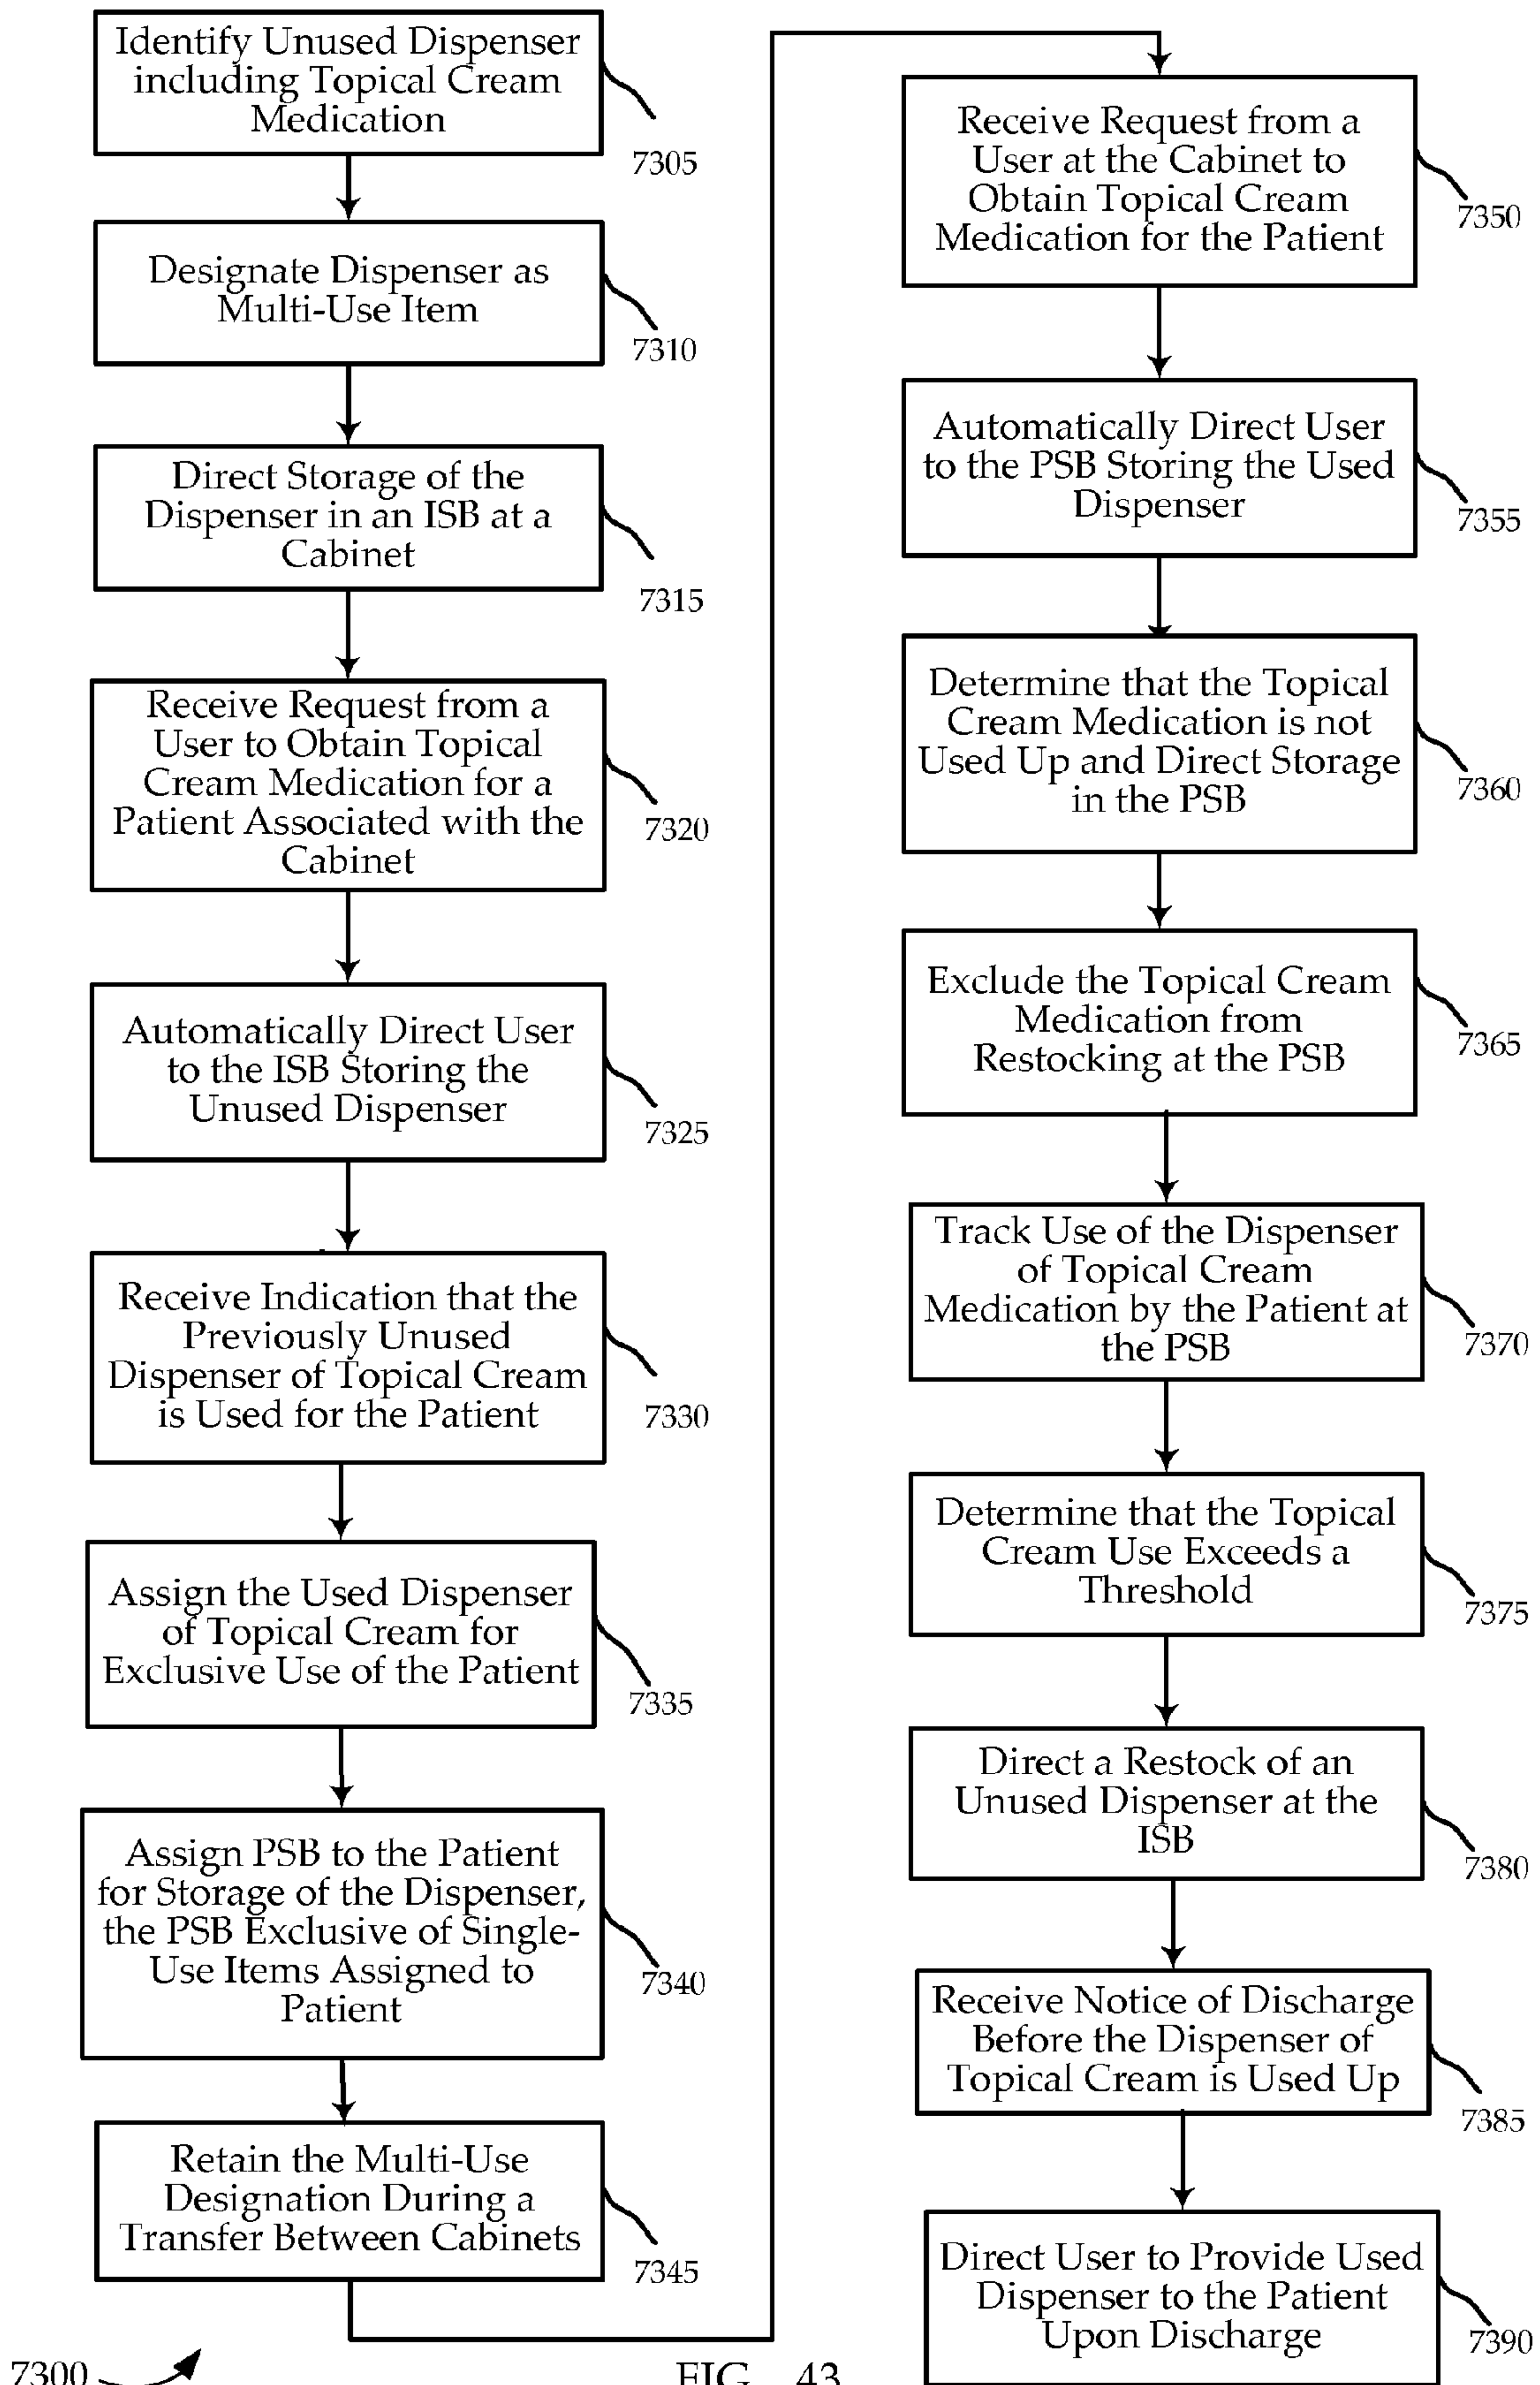 Identify Unused Dispenser
including Topical Cream
Medication
7305
Designate Dispenser as
Multi-Use Item
7310
Direct Storage of the
Dispenser in an ISB at a
Cabinet
7315
Receive Request from a
User to Obtain Topical
Cream Medication for a
Patient Associated with the
Cabinet
7320
Automatically Direct User
to the ISB Storing the
Unused Dispenser
7325
Receive Indication that the
Previously Unused
Dispenser of Topical Cream
is Used for the Patient
7330
Assign the Used Dispenser
of Topical Cream for
Exclusive Use of the Patient
7335
Assign PSB to the Patient
for Storage of the Dispenser,
the PSB Exclusive of Single-
Use Items Assigned to
Patient
7340
Retain the Multi-Use
Designation During a
Transfer Between Cabinets
7345
Receive Request from a
User at the Cabinet to
Obtain Topical Cream
Medication for the Patient
7350
Automatically Direct User
to the PSB Storing the Used
Dispenser
7355
Determine that the Topical
Cream Medication is not
Used Up and Direct Storage
in the PSB
7360
Exclude the Topical Cream
Medication from
Restocking at the PSB
7365
Track Use of the Dispenser
of Topical Cream
Medication by the Patient at
the PSB
7370
Determine that the Topical
Cream Use Exceeds a
Threshold
7375
Direct a Restock of an
Unused Dispenser at the
ISB
7380
Receive Notice of Discharge
Before the Dispenser of
Topical Cream is Used Up
7385
Direct User to Provide Used
Dispenser to the Patient
Upon Discharge
7390
7300
FIG. 43